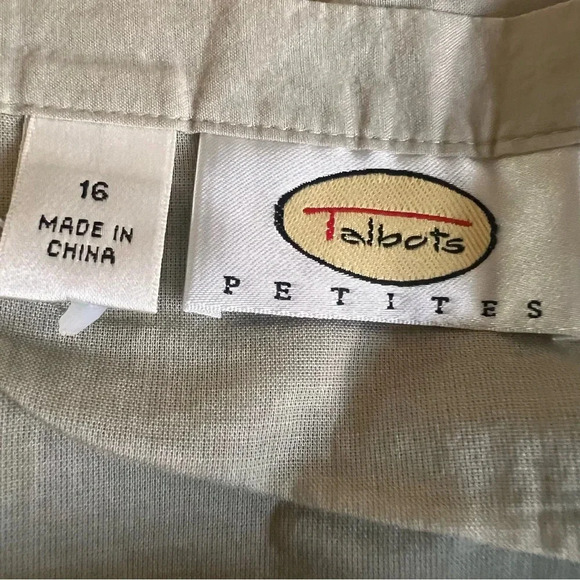 16
MADE IN
CHINA
Talbots
PETITES